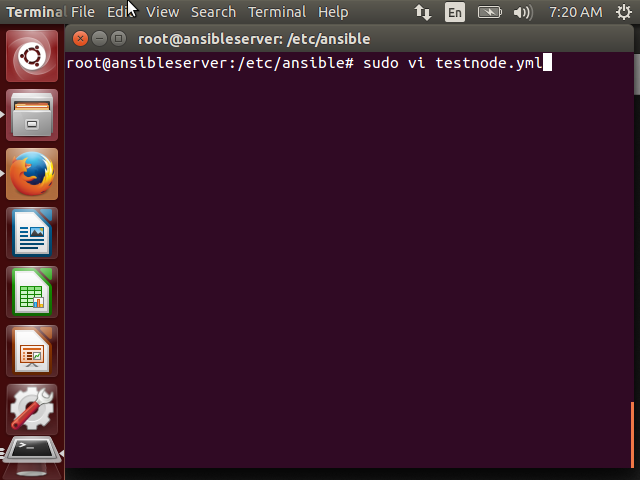 Terminal File Edi View Search Terminal Help En 7:20 AM
root@ansibleserver: /etc/ansible
root@ansibleserver:/etc/ansible# sudo vi testnode.yml
>_